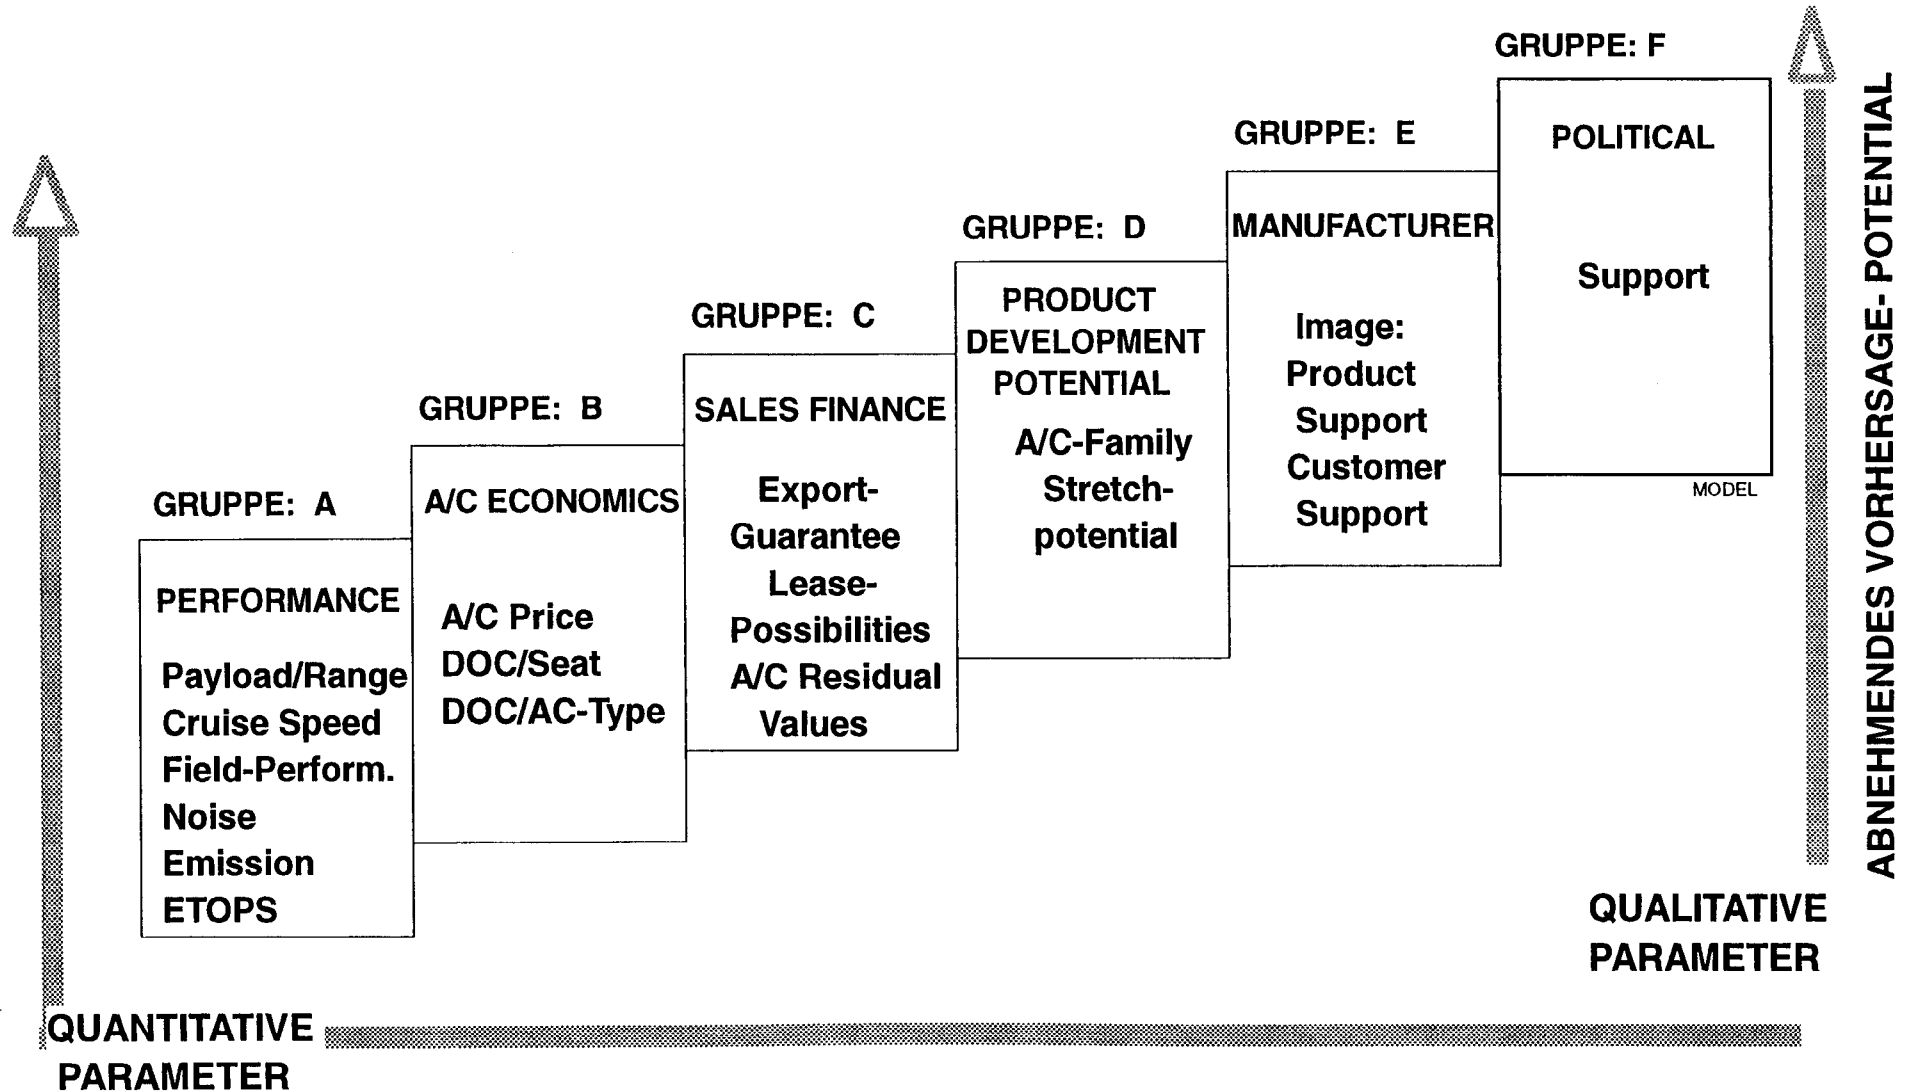 GRUPPE: A
PERFORMANCE
Payload/Range
Cruise Speed
Field-Perform.
Noise
Emission
ETOPS
GRUPPE: B
A/C ECONOMICS
A/C Price
DOC/Seat
DOC/AC-Type
GRUPPE: C
SALES FINANCE
Export-
Guarantee
Lease-
Possibilities
A/C Residual
Values
GRUPPE: D
PRODUCT
DEVELOPMENT
POTENTIAL
A/C-Family
Stretch-
potential
GRUPPE: E
MANUFACTURER
Image:
Product
Support
Customer
Support
GRUPPE: F
POLITICAL
Support
MODEL
ABNEHMENDES VORHERSAGE- POTENTIAL
QUALITATIVE
PARAMETER
QUANTITATIVE
PARAMETER